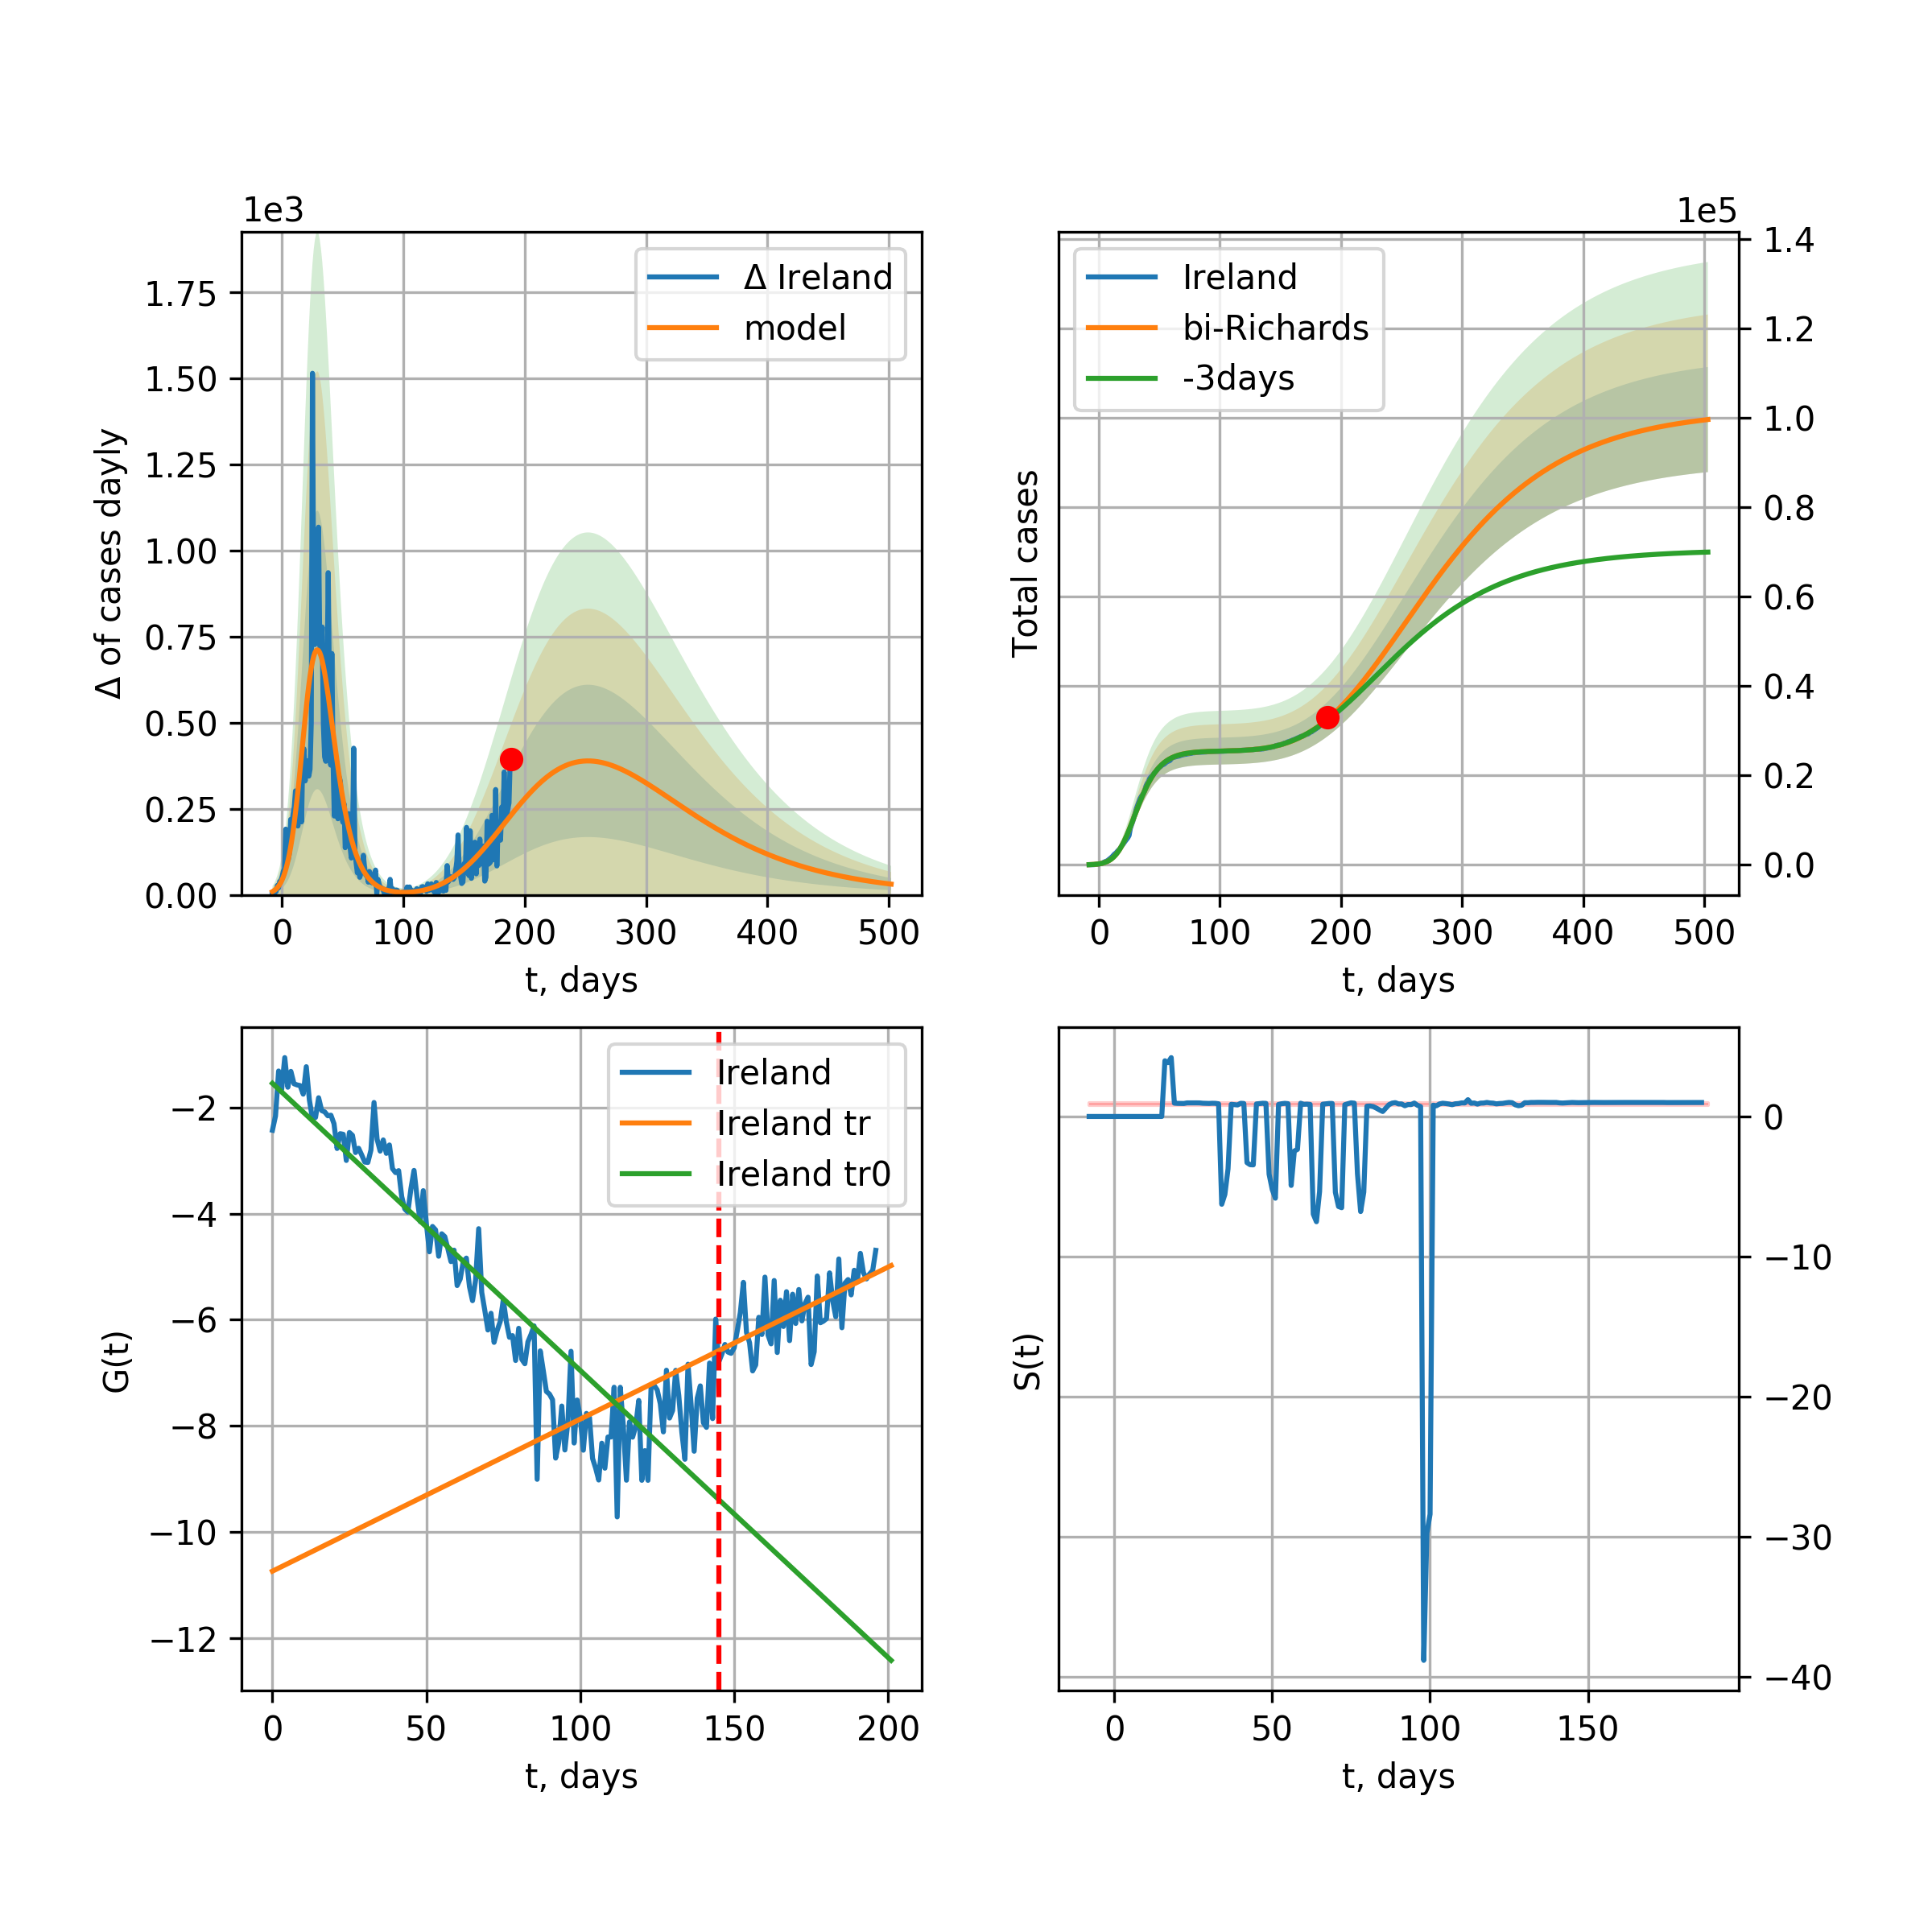 1e3
Δ of cases dayly
1.75
1.50
1.25
1.00
0.75
0.50
0.25
0.00
0 100 200 300 400 500
t, days
Δ Ireland
model
1e5
Total cases
1.4
1.2
1.0
0.8
0.6
0.4
0.2
0.0
0 100 200 300 400 500
t, days
Ireland
bi-Richards
-3days
G(t)
−2
−4
−6
−8
−10
−12
0 50 100 150 200
t, days
Ireland
Ireland tr
Ireland tr0
S(t)
0
−10
−20
−30
−40
0 50 100 150
t, days